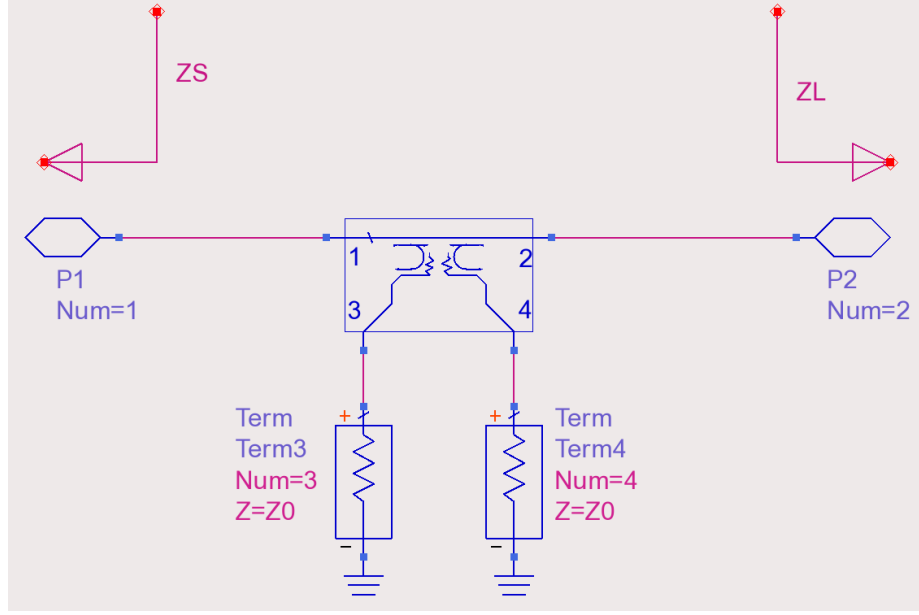 ZS
ZL
P1
Num=1
1
2
3
4
P2
Num=2
Term
Term3
Num=3
Z=Z0
+
−
Term
Term4
Num=4
Z=Z0
+
−